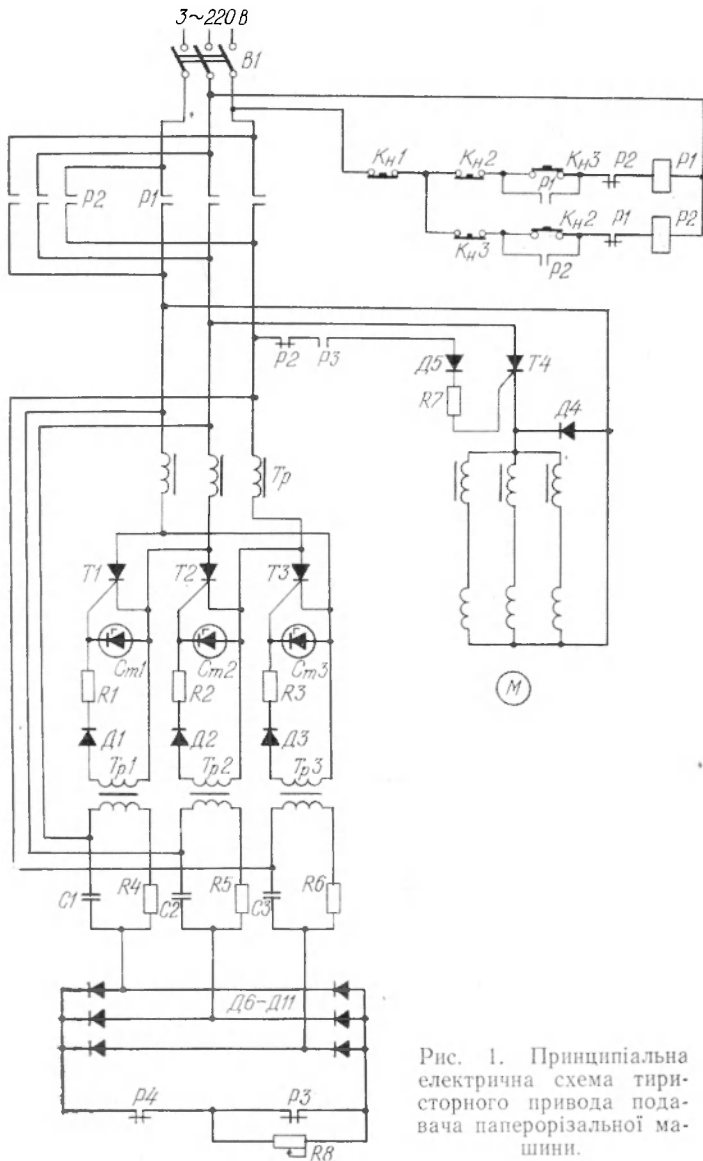 3~220 В
В1
Кн1 Кн2 Кн3 Р2 Р1
Р1
Р2 Р1
Кн3 Кн2 Р1 Р2
Р2
Р2 Р3 Д5 Т4
R7 Д4
Тр
Т1 Т2 Т3
Ст1 Ст2 Ст3
R1 R2 R3
М
Д1 Д2 Д3
Тр1 Тр2 Тр3
С1 R4 С2 R5 С3 R6
Д6-Д11
Р4 Р3
R8
Рис. 1. Принципіальна
електрична схема тири-
сторного привода пода-
вача паперорізальної ма-
шини.